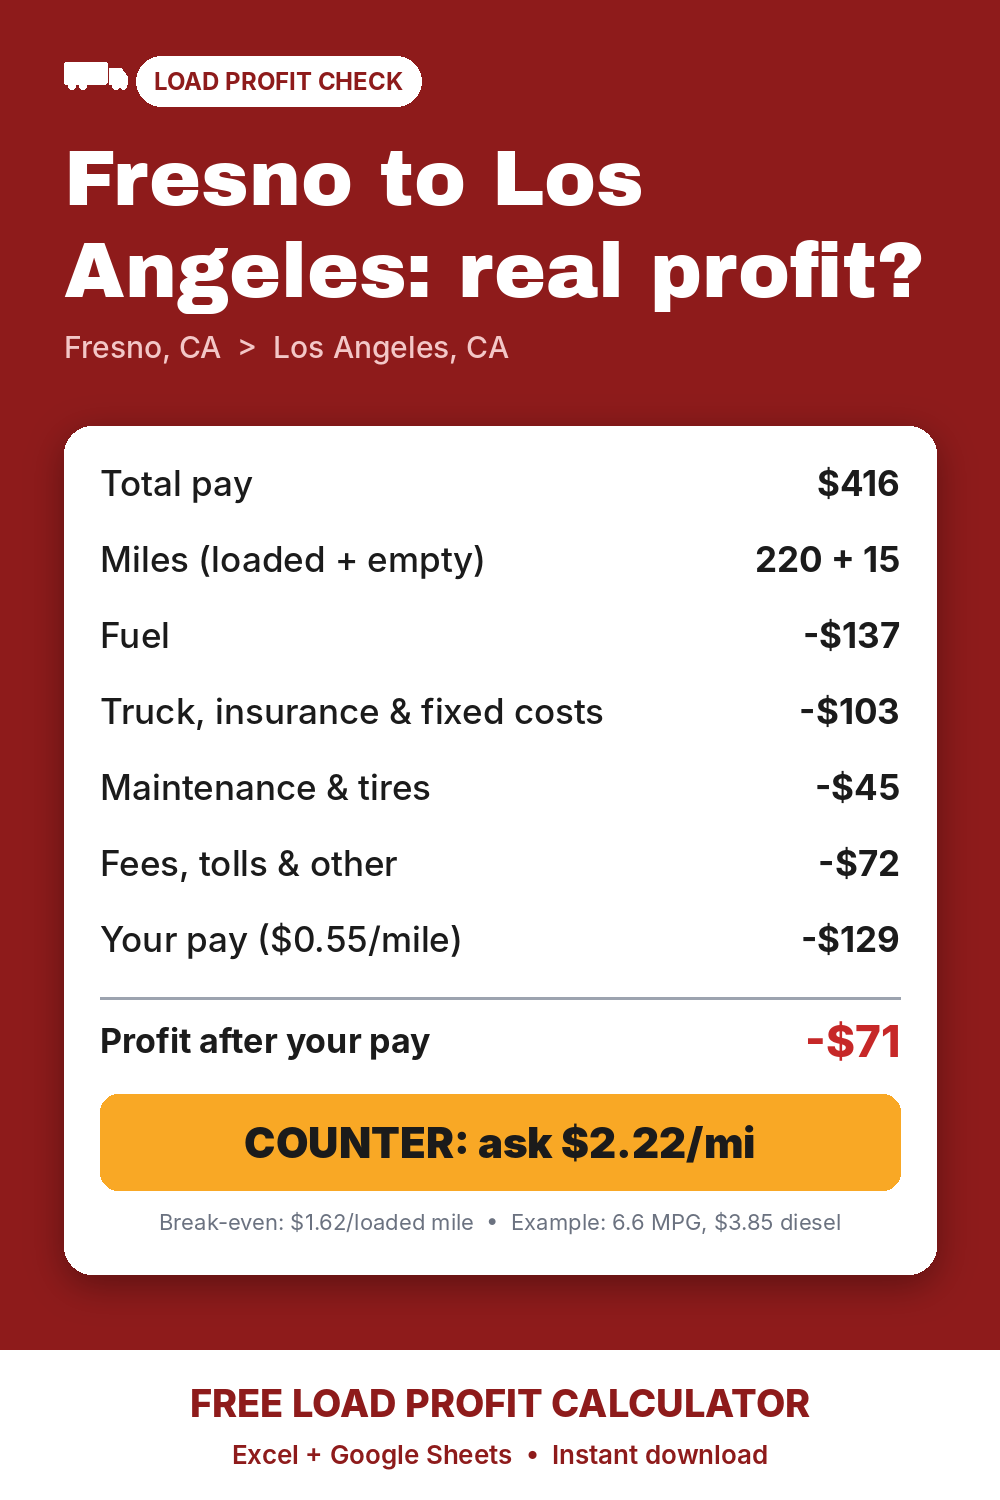 LOAD PROFIT CHECK
Fresno to Los
Angeles: real profit?
Fresno, CA > Los Angeles, CA
Total pay $416
Miles (loaded + empty) 220 + 15
Fuel -$137
Truck, insurance & fixed costs -$103
Maintenance & tires -$45
Fees, tolls & other -$72
Your pay ($0.55/mile) -$129
Profit after your pay -$71
COUNTER: ask $2.22/mi
Break-even: $1.62/loaded mile • Example: 6.6 MPG, $3.85 diesel
FREE LOAD PROFIT CALCULATOR
Excel + Google Sheets • Instant download